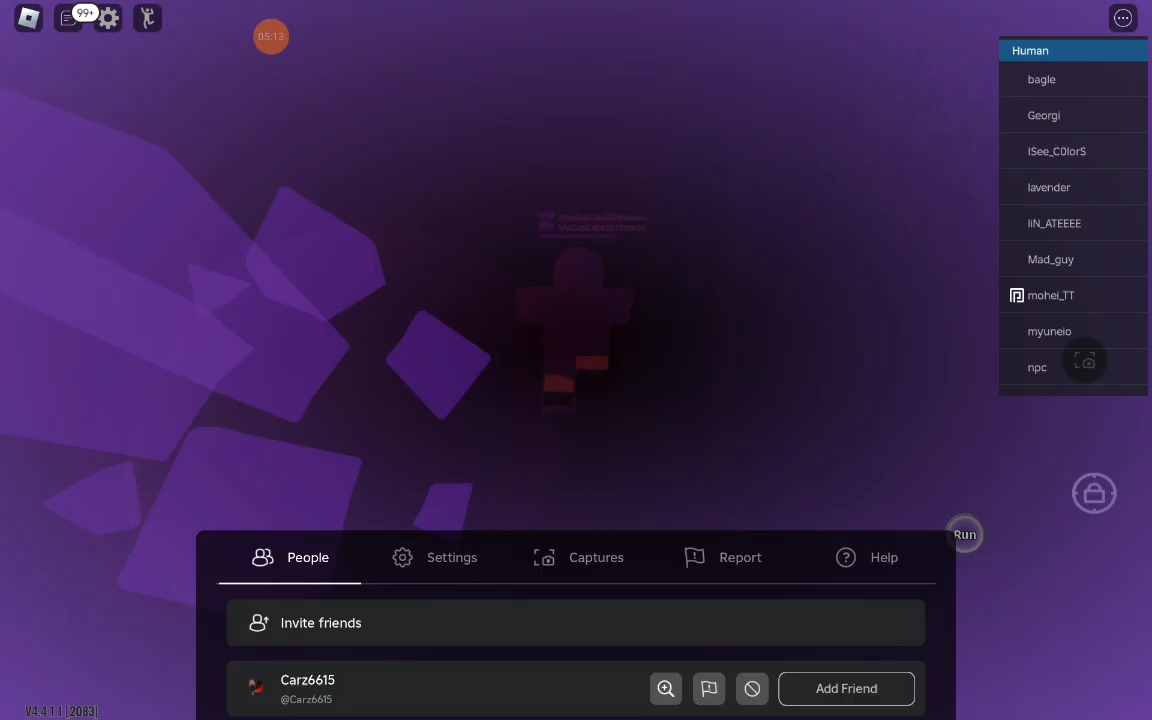 99+
05:13
Human
bagle
Georgi
ISee_C0lorS
lavender
liN_ATEEEE
Mad_guy
mohei_TT
myuneio
npc
Run
People
Settings
Captures
Report
Help
Invite friends
Carz6615
@Carz6615
Add Friend
V4.4.1.1 [2083]